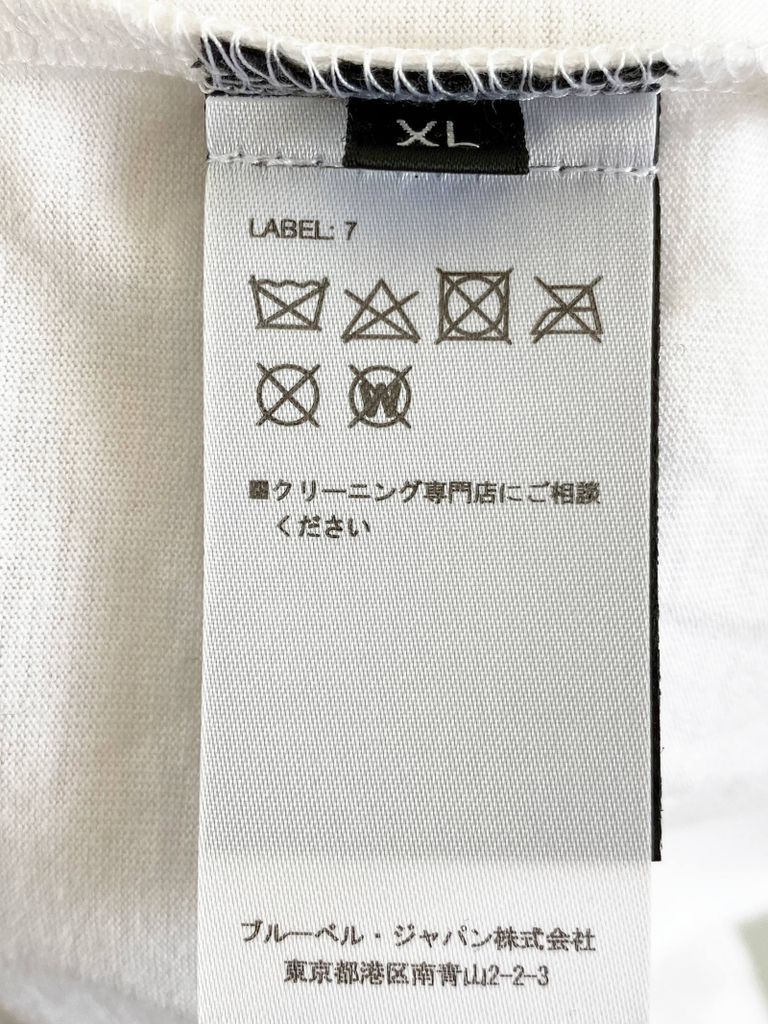 XL
LABEL: 7
W
■クリーニング専門店にご相談
ください
ブルーベル・ジャパン株式会社
東京都港区南青山2-2-3